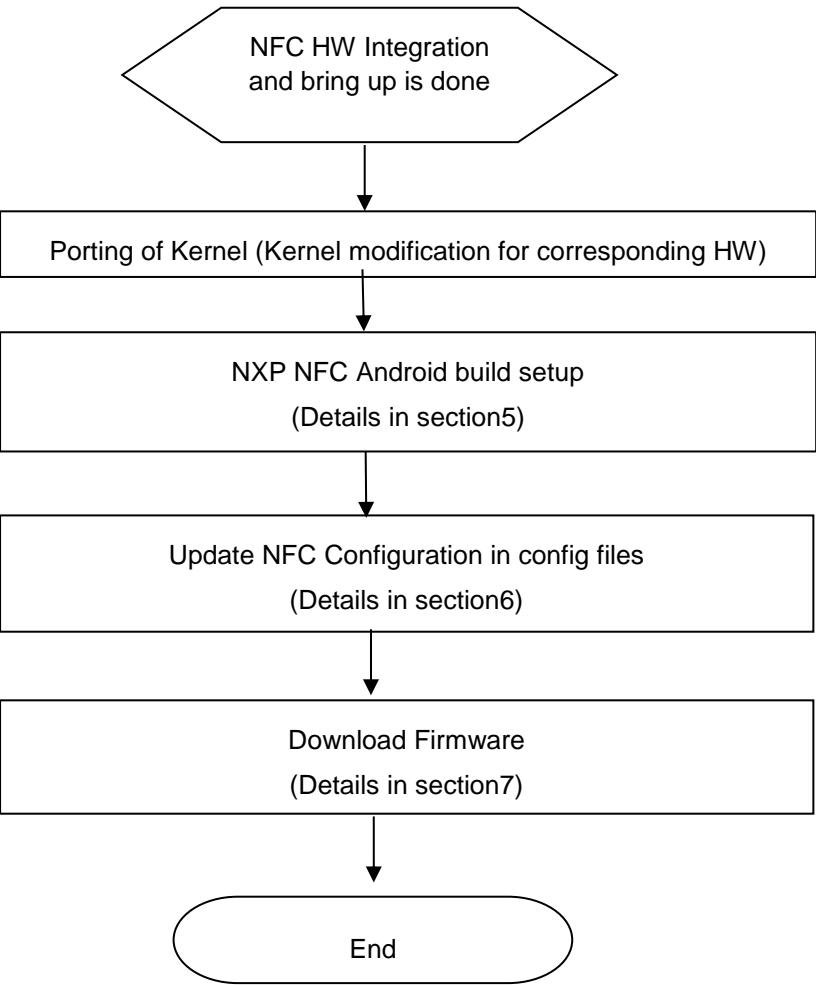 NFC HW Integration
and bring up is done
Porting of Kernel (Kernel modification for corresponding HW)
NXP NFC Android build setup
(Details in section5)
Update NFC Configuration in config files
(Details in section6)
Download Firmware
(Details in section7)
End